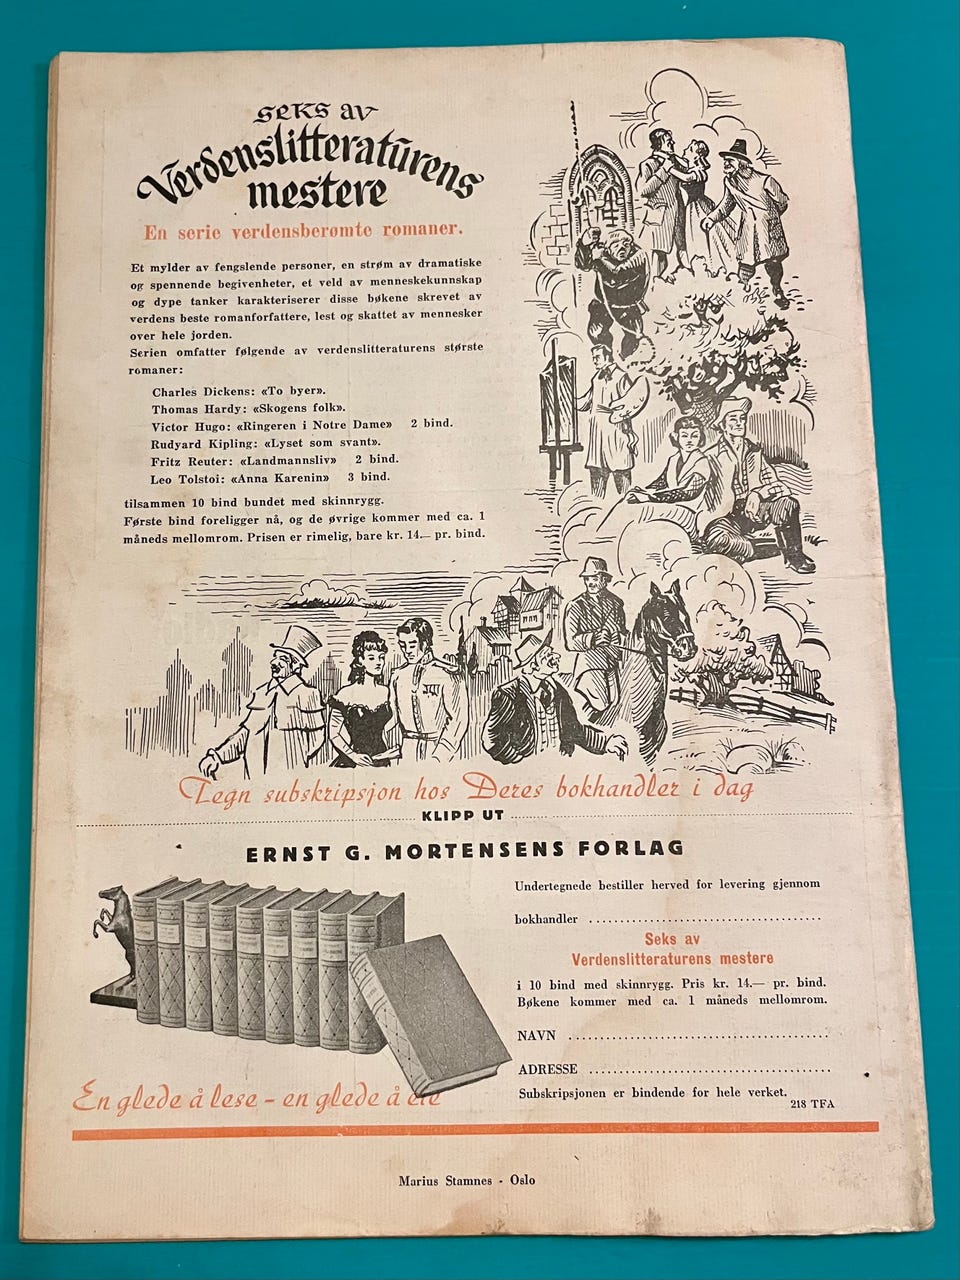 seks av
Verdenslitteraturens
mestere
En serie verdensberømte romaner.
Et mylder av fengslende personer, en strøm av dramatiske
og spennende begivenheter, et veld av menneskekunnskap
og dype tanker karakteriserer disse bøkene skrevet av
verdens beste romanforfattere, lest og skattet av mennesker
over hele jorden.
Serien omfatter følgende av verdenslitteraturens største
romaner:
Charles Dickens: «To byer».
Thomas Hardy: «Skogens folk».
Victor Hugo: «Ringeren i Notre Dame» 2 bind.
Rudyard Kipling: «Lyset som svant».
Fritz Reuter: «Landmannsliv» 2 bind.
Leo Tolstoi: «Anna Karenin» 3 bind.
tilsammen 10 bind bundet med skinnrygg.
Første bind foreligger nå, og de øvrige kommer med ca. 1
måneds mellomrom. Prisen er rimelig, bare kr. 14.— pr. bind.
Tegn subskripsjon hos Deres bokhandler i dag
KLIPP UT
ERNST G. MORTENSENS FORLAG
Undertegnede bestiller herved for levering gjennom
bokhandler ......................................
Seks av
Verdenslitteraturens mestere
i 10 bind med skinnrygg. Pris kr. 14.— pr. bind.
Bøkene kommer med ca. 1 måneds mellomrom.
NAVN ...........................................
ADRESSE ........................................
Subskripsjonen er bindende for hele verket.
218 TFA
En glede å lese – en glede å eie
Marius Stamnes - Oslo